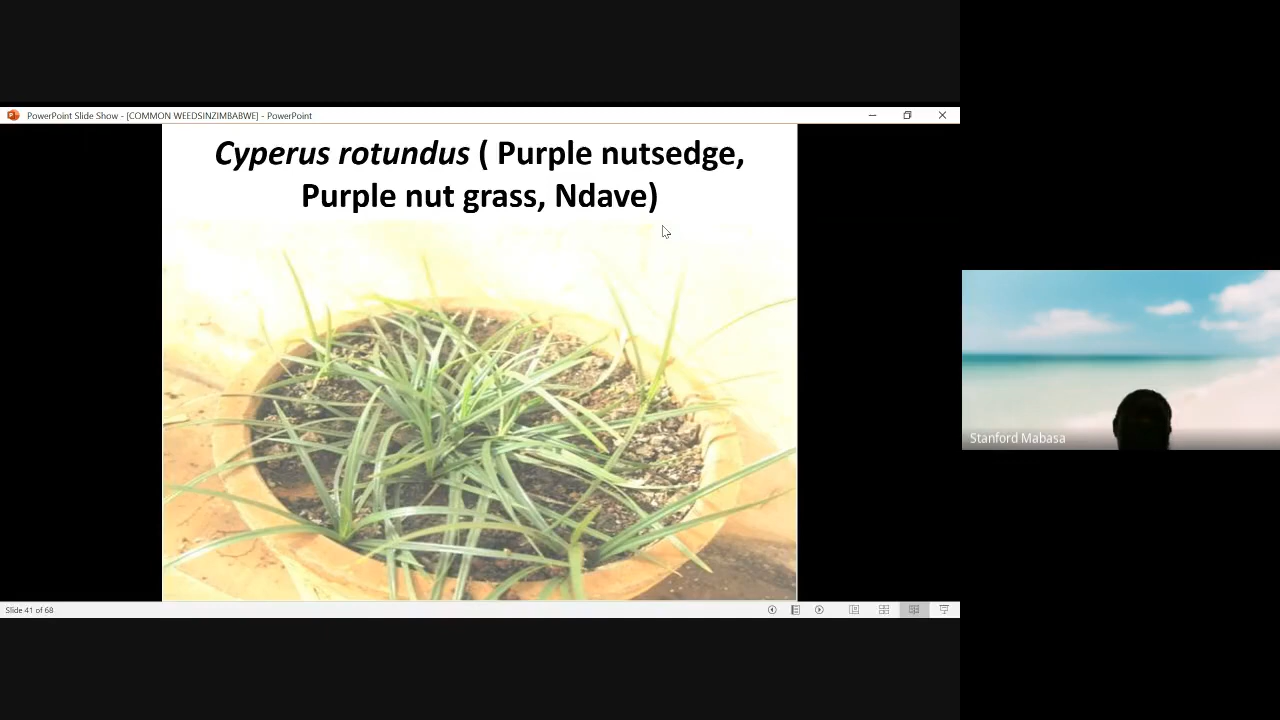 PowerPoint Slide Show - [COMMON WEEDSINZIMBABWE] - PowerPoint
Cyperus rotundus ( Purple nutsedge,
Purple nut grass, Ndave)
Stanford Mabasa
Slide 41 of 68